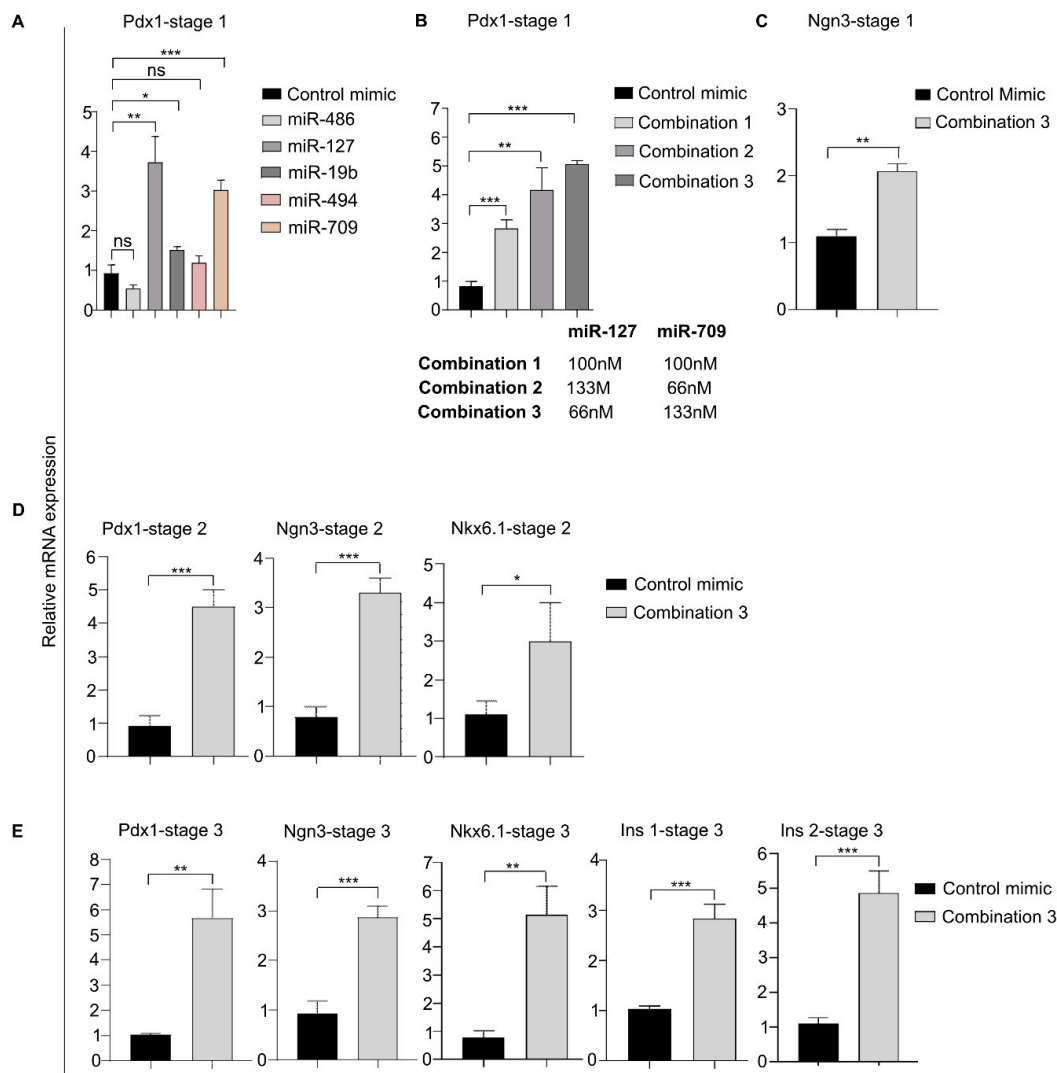 A
Pdx1-stage 1
***
ns
*
**
ns
5
4
3
2
1
0
Control mimic
miR-486
miR-127
miR-19b
miR-494
miR-709
B
Pdx1-stage 1
***
**
***
7
6
5
4
3
2
1
0
Control mimic
Combination 1
Combination 2
Combination 3
miR-127 miR-709
Combination 1 100nM 100nM
Combination 2 133M 66nM
Combination 3 66nM 133nM
C
Ngn3-stage 1
**
3
2
1
0
Control Mimic
Combination 3
Relative mRNA expression
D
Pdx1-stage 2
***
6
5
4
3
2
1
0
Ngn3-stage 2
***
4
3
2
1
0
Nkx6.1-stage 2
*
5
4
3
2
1
0
Control mimic
Combination 3
E
Pdx1-stage 3
**
8
7
6
5
4
3
2
1
0
Ngn3-stage 3
***
4
3
2
1
0
Nkx6.1-stage 3
**
7
6
5
4
3
2
1
0
Ins 1-stage 3
***
4
3
2
1
0
Ins 2-stage 3
***
6
5
4
3
2
1
0
Control mimic
Combination 3